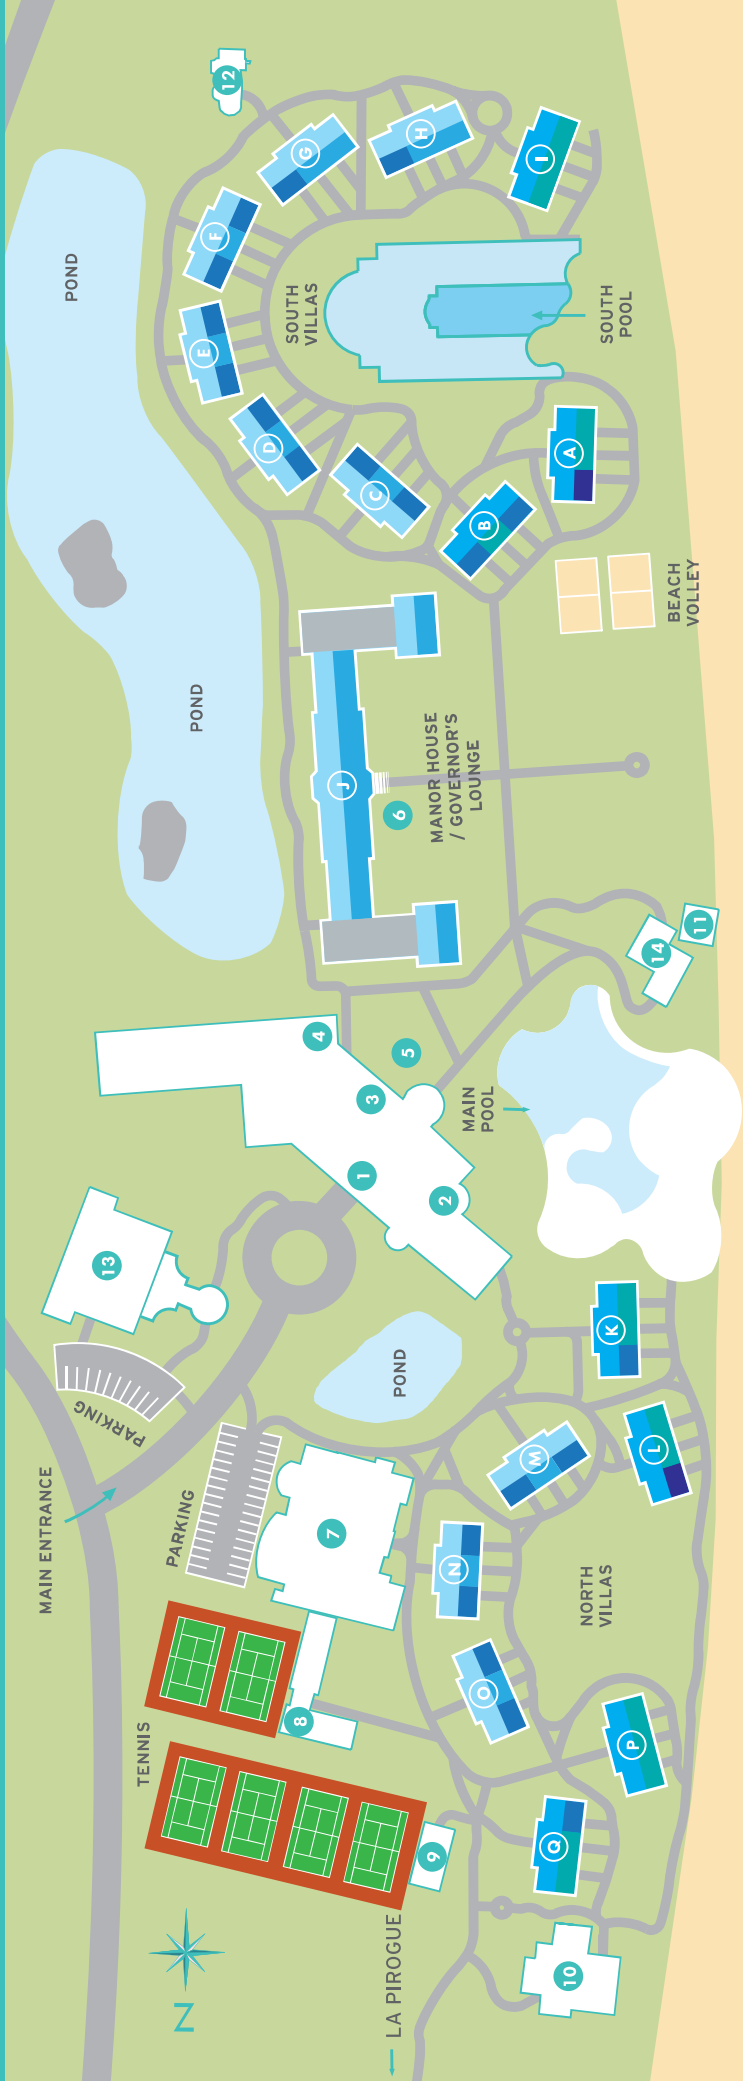 12
G
H
I
F
POND
SOUTH
VILLAS
SOUTH
POOL
E
D
C
A
B
BEACH
VOLLEY
POND
J
6
MANOR HOUSE
/ GOVERNOR'S
LOUNGE
11
14
4
5
3
MAIN
POOL
1
2
13
K
POND
PARKING
L
M
MAIN ENTRANCE
PARKING
7
N
NORTH
VILLAS
O
8
TENNIS
P
Q
9
LA PIROGUE
10
N